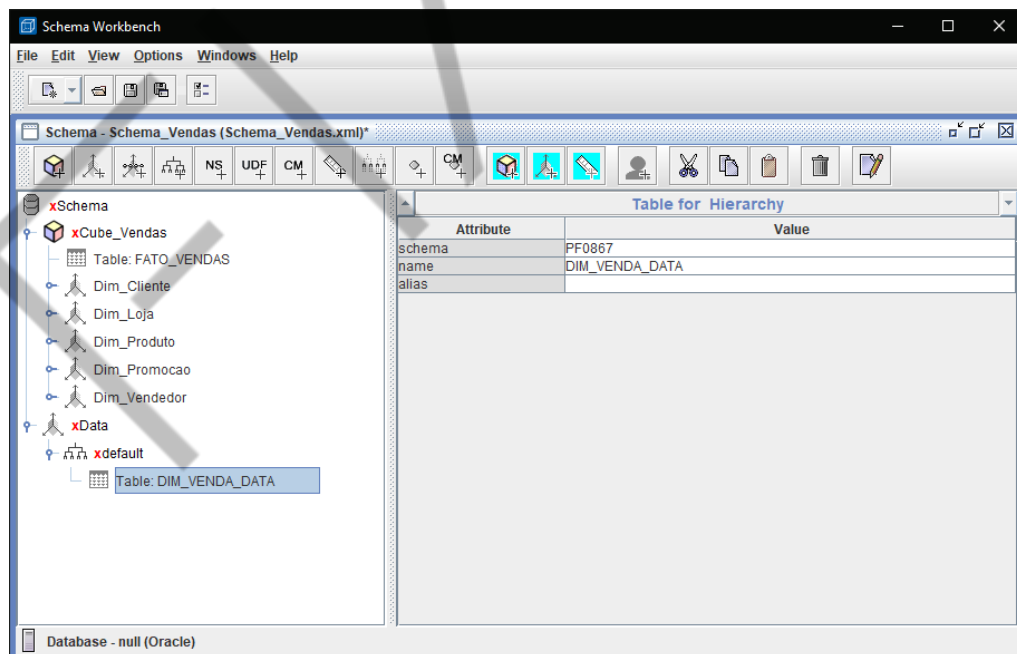 Schema Workbench
File Edit View Options Windows Help
Schema - Schema_Vendas (Schema_Vendas.xml)*
NS UDF CM CM
xSchema
Table for Hierarchy
xCube_Vendas
Attribute Value
Table: FATO_VENDAS
schema PF0867
name DIM_VENDA_DATA
alias
Dim_Cliente
Dim_Loja
Dim_Produto
Dim_Promocao
Dim_Vendedor
xData
xdefault
Table: DIM_VENDA_DATA
Database - null (Oracle)